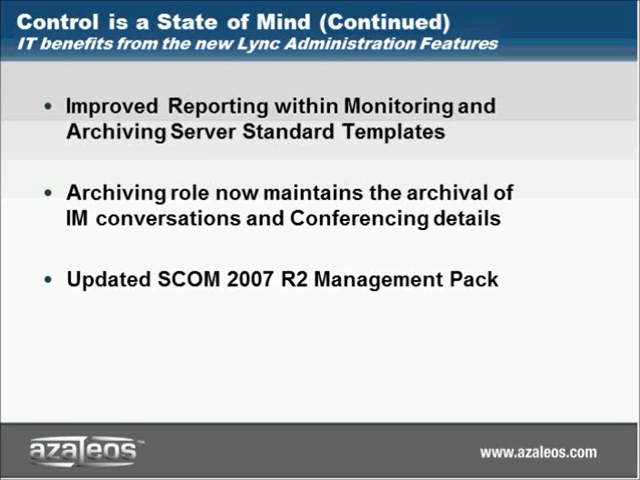 Control is a State of Mind (Continued)
IT benefits from the new Lync Administration Features
• Improved Reporting within Monitoring and
Archiving Server Standard Templates
• Archiving role now maintains the archival of
IM conversations and Conferencing details
• Updated SCOM 2007 R2 Management Pack
azaleos™
www.azaleos.com